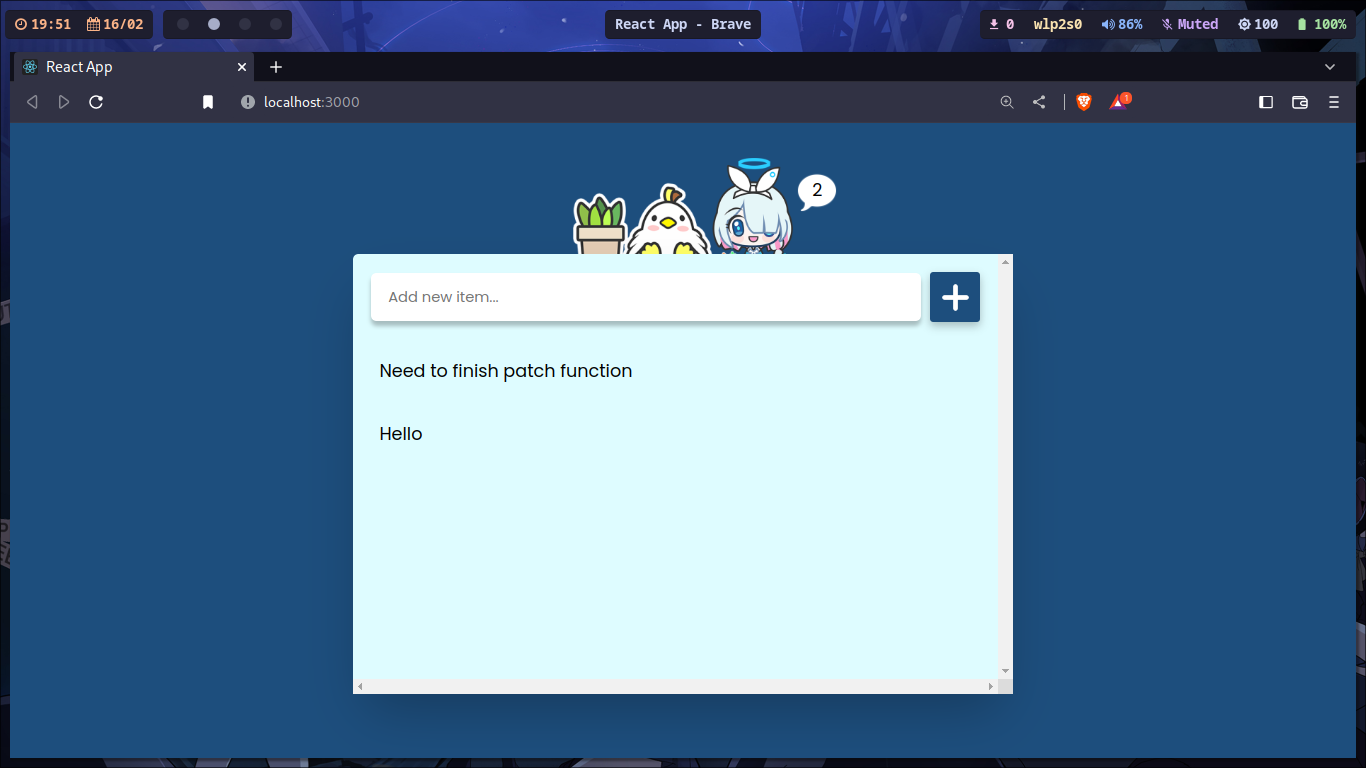 19:51 16/02 React App - Brave 0 wlp2s0 86% Muted 100 100%
React App
localhost:3000
1
2
Add new item...
Need to finish patch function
Hello